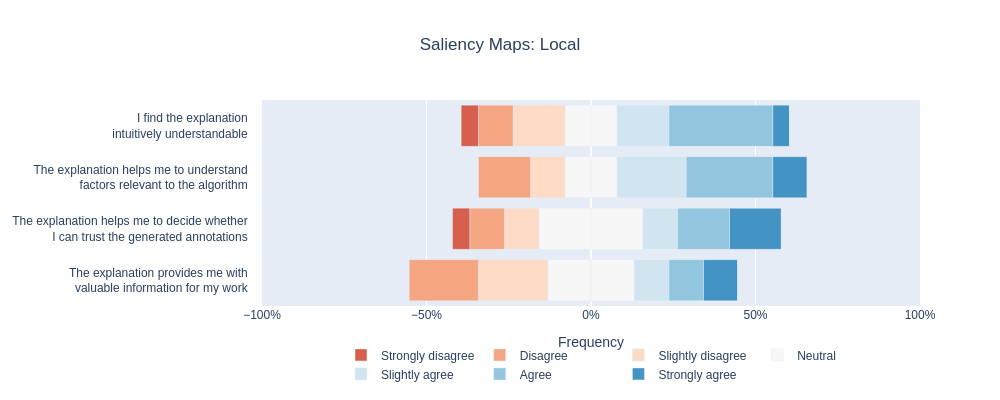 Saliency Maps: Local
I find the explanation
intuitively understandable
The explanation helps me to understand
factors relevant to the algorithm
The explanation helps me to decide whether
I can trust the generated annotations
The explanation provides me with
valuable information for my work
−100%
−50%
0%
50%
100%
Frequency
Strongly disagree
Disagree
Slightly disagree
Neutral
Slightly agree
Agree
Strongly agree